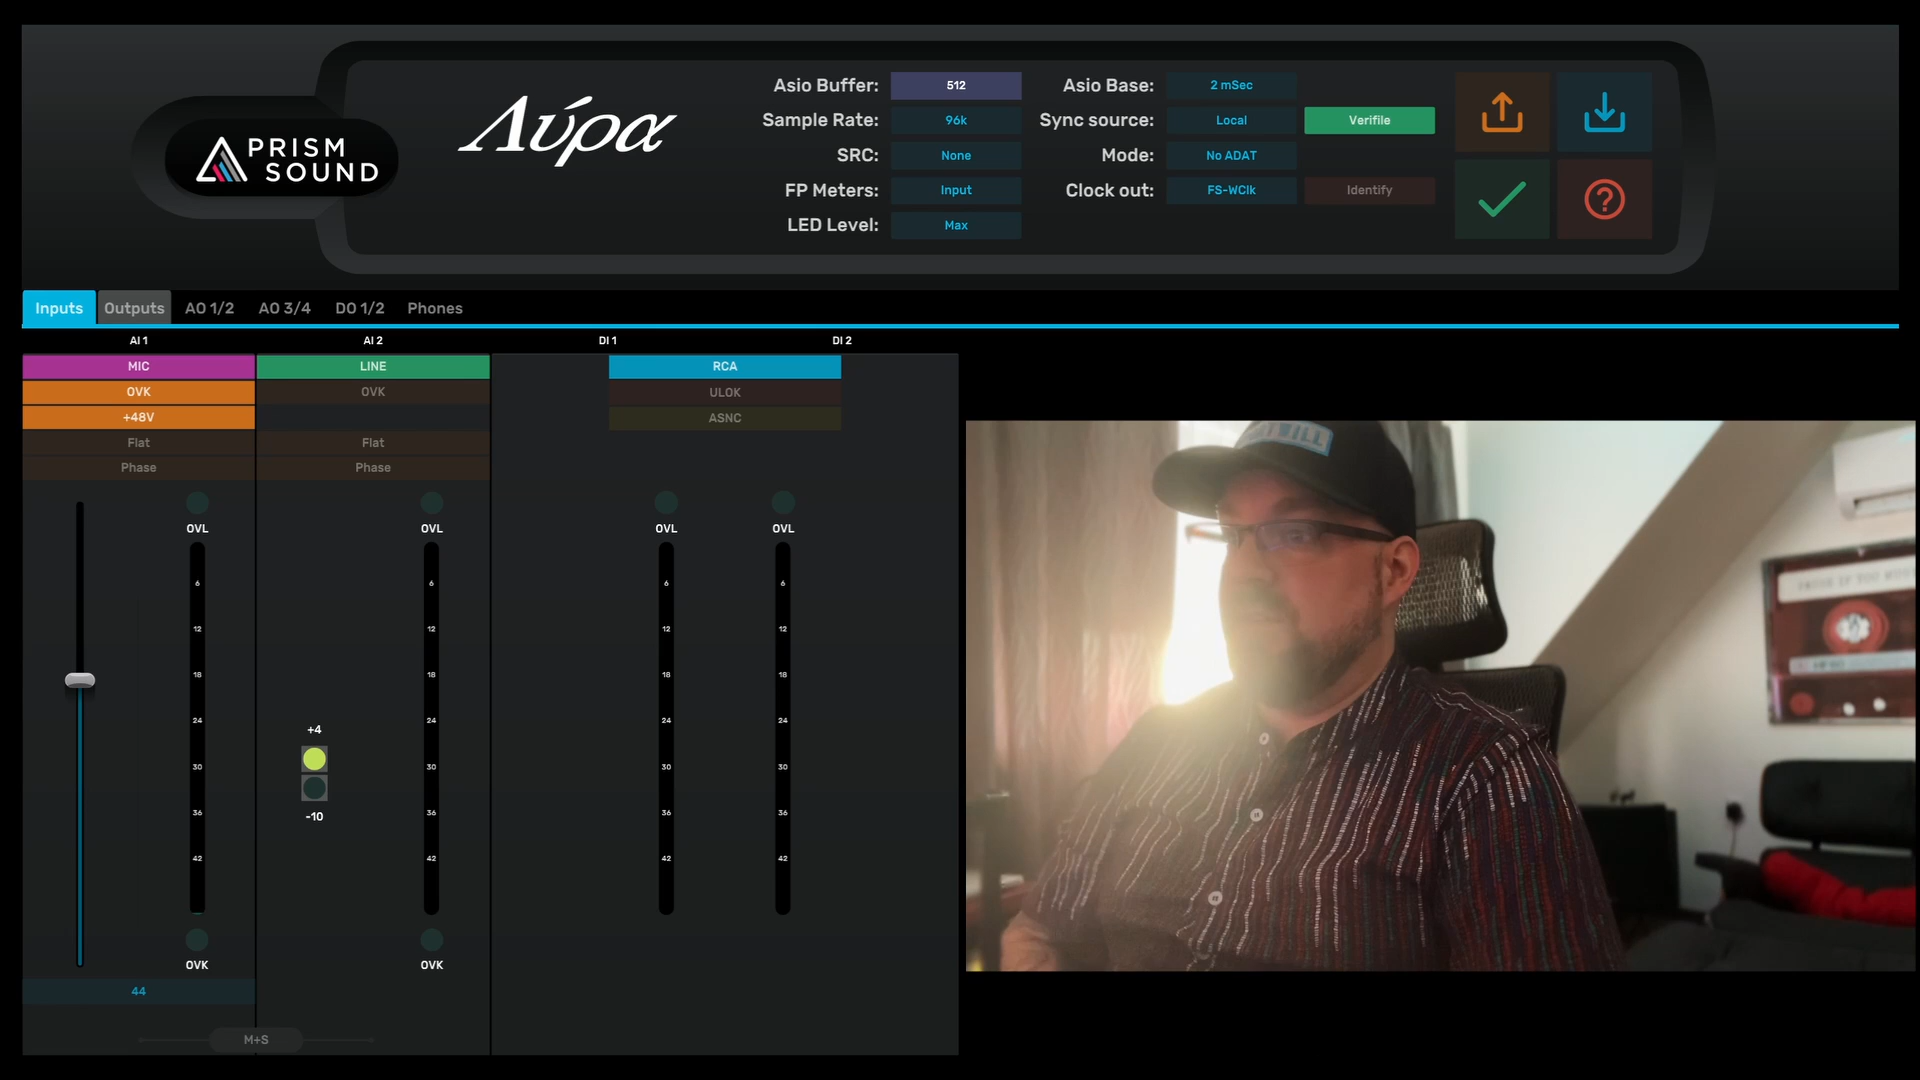 PRISM
SOUND
Λύρα
Asio Buffer: 512
Asio Base: 2 mSec
Sample Rate: 96k
Sync source: Local
Verifile
SRC: None
Mode: No ADAT
FP Meters: Input
Clock out: FS-WClk
Identify
LED Level: Max
Inputs Outputs AO 1/2 AO 3/4 DO 1/2 Phones
AI 1 AI 2 DI 1 DI 2
MIC LINE RCA
OVK OVK ULOK
+48V ASNC
Flat Flat
Phase Phase
OVL OVL OVL OVL
6 6 6 6
12 12 12 12
18 18 18 18
24 24 24 24
+4
30 30 30 30
36 36 36 36
-10
42 42 42 42
OVK OVK
44
M+S